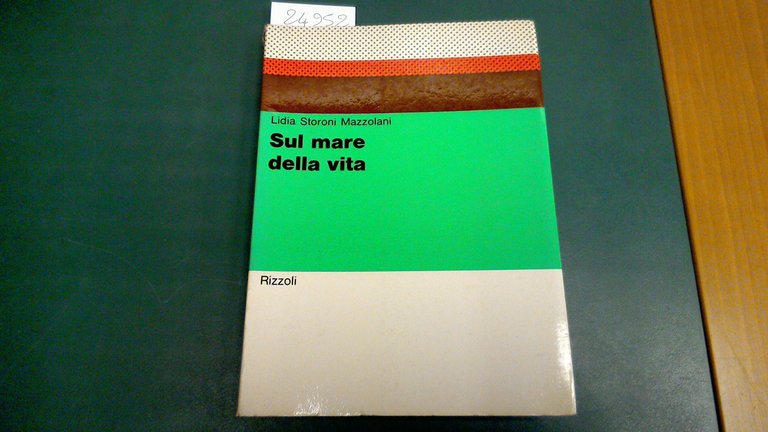 24952
Lidia Storoni Mazzolani
Sul mare
della vita
Rizzoli